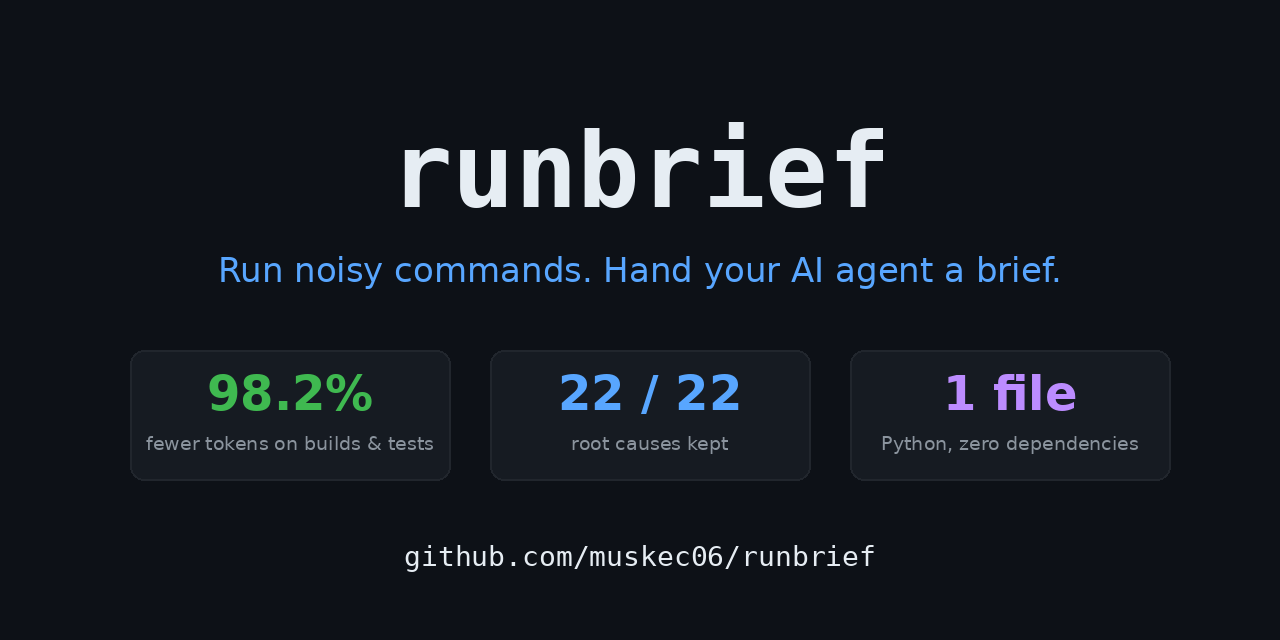 runbrief
Run noisy commands. Hand your AI agent a brief.
98.2%
fewer tokens on builds & tests
22 / 22
root causes kept
1 file
Python, zero dependencies
github.com/muskec06/runbrief